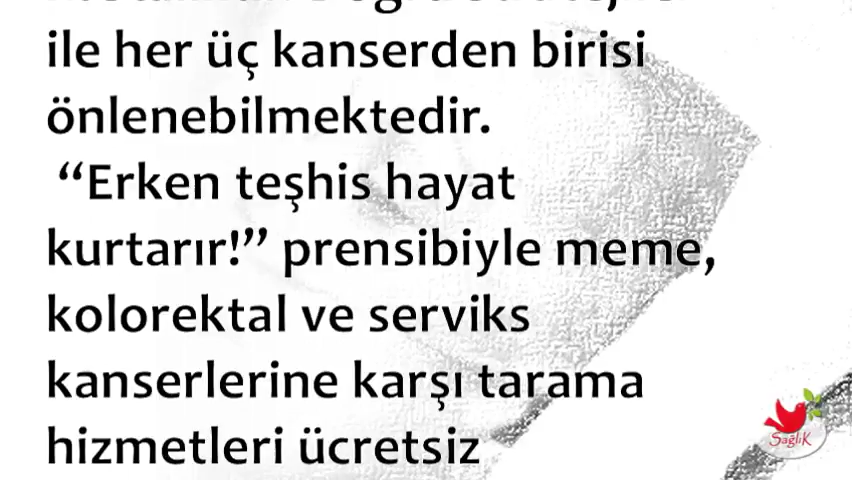 ile her üç kanserden birisi
önlenebilmektedir.
“Erken teşhis hayat
kurtarır!” prensibiyle meme,
kolorektal ve serviks
kanserlerine karşı tarama
hizmetleri ücretsiz
SağlıK